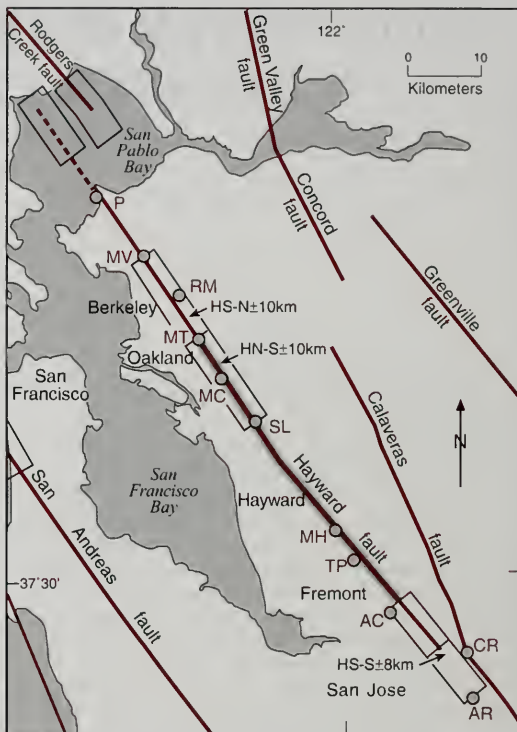 122°
Rodgers
Creek fault
Green Valley
fault
0 10
Kilometers
San
Pablo
Bay
P
Concord
fault
MV
RM
HS-N±10km
Berkeley
Greenville
fault
MT
HN-S±10km
Oakland
MC
San
Francisco
SL
Calaveras
fault
N
San
Andreas
fault
San
Francisco
Bay
Hayward
Hayward
fault
MH
TP
37°30'
Fremont
AC
CR
HS-S±8km
San Jose
AR